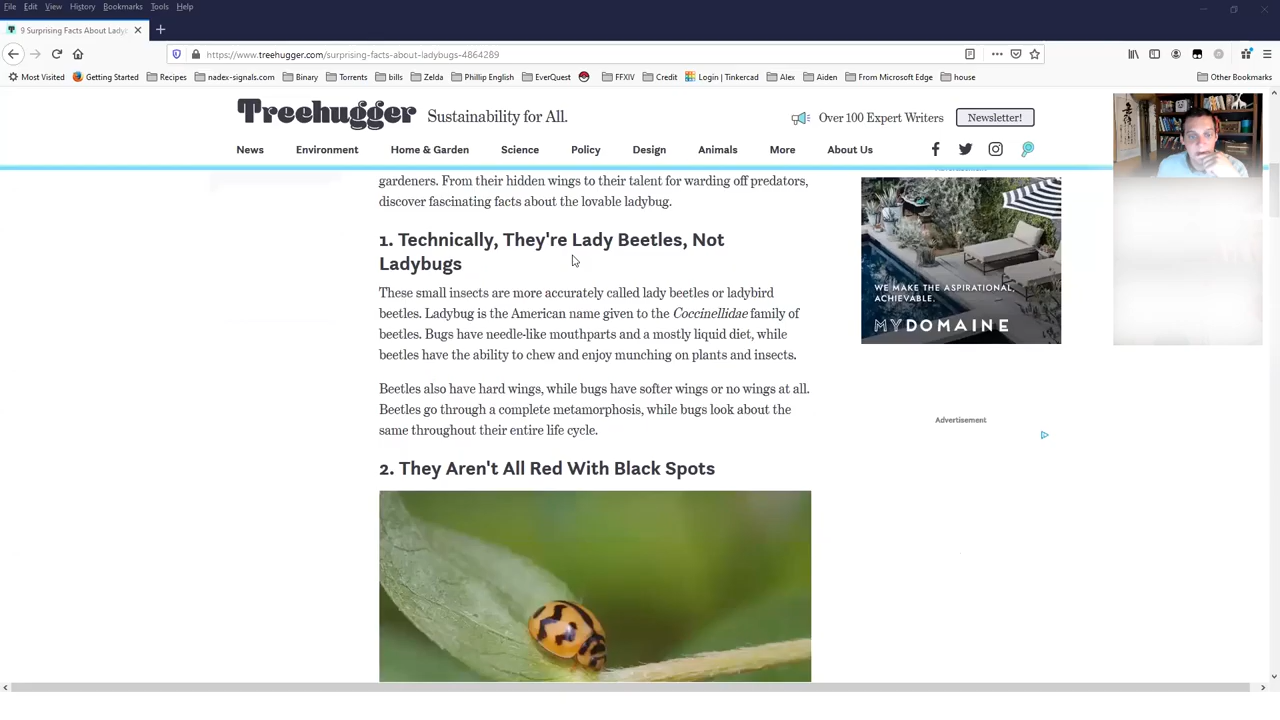 File Edit View History Bookmarks Tools Help
9 Surprising Facts About Ladyb
https://www.treehugger.com/surprising-facts-about-ladybugs-4864289
Most Visited Getting Started Recipes nadex-signals.com Binary Torrents bills Zelda Phillip English EverQuest FFXIV Credit Login | Tinkercad Alex Aiden From Microsoft Edge house Other Bookmarks
Treehugger Sustainability for All. Over 100 Expert Writers Newsletter!
News Environment Home & Garden Science Policy Design Animals More About Us
gardeners. From their hidden wings to their talent for warding off predators,
discover fascinating facts about the lovable ladybug.
1. Technically, They're Lady Beetles, Not
Ladybugs
These small insects are more accurately called lady beetles or ladybird
beetles. Ladybug is the American name given to the Coccinellidae family of
beetles. Bugs have needle-like mouthparts and a mostly liquid diet, while
beetles have the ability to chew and enjoy munching on plants and insects.
Beetles also have hard wings, while bugs have softer wings or no wings at all.
Beetles go through a complete metamorphosis, while bugs look about the
same throughout their entire life cycle.
2. They Aren't All Red With Black Spots
WE MAKE THE ASPIRATIONAL,
ACHIEVABLE.
MYDOMAINE
Advertisement